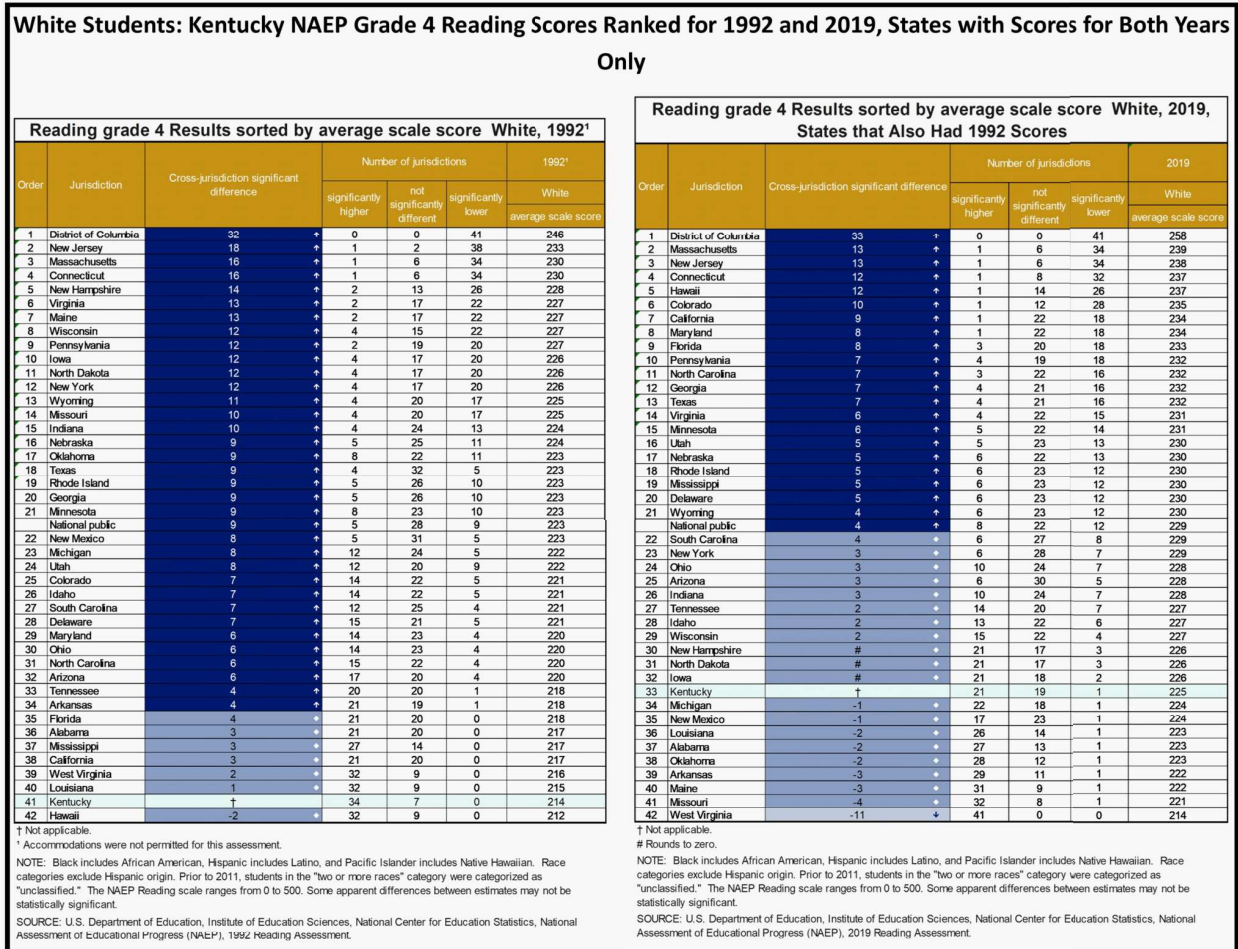 White Students: Kentucky NAEP Grade 4 Reading Scores Ranked for 1992 and 2019, States with Scores for Both Years
Only
Reading grade 4 Results sorted by average scale score White, 1992¹
Order Jurisdiction Cross-jurisdiction significant difference Number of jurisdictions 1992¹
significantly higher not significantly different significantly lower White
average scale score
1 District of Columbia 32 ↑ 0 0 41 246
2 New Jersey 18 ↑ 1 2 38 233
3 Massachusetts 16 ↑ 1 6 34 230
4 Connecticut 16 ↑ 1 6 34 230
5 New Hampshire 14 ↑ 2 13 26 228
6 Virginia 13 ↑ 2 17 22 227
7 Maine 13 ↑ 2 17 22 227
8 Wisconsin 12 ↑ 4 15 22 227
9 Pennsylvania 12 ↑ 2 19 20 227
10 Iowa 12 ↑ 4 17 20 226
11 North Dakota 12 ↑ 4 17 20 226
12 New York 12 ↑ 4 17 20 226
13 Wyoming 11 ↑ 4 20 17 225
14 Missouri 10 ↑ 4 20 17 225
15 Indiana 10 ↑ 4 24 13 224
16 Nebraska 9 ↑ 5 25 11 224
17 Oklahoma 9 ↑ 8 22 11 223
18 Texas 9 ↑ 4 32 5 223
19 Rhode Island 9 ↑ 5 26 10 223
20 Georgia 9 ↑ 5 26 10 223
21 Minnesota 9 ↑ 8 23 10 223
National public 9 ↑ 5 28 9 223
22 New Mexico 8 ↑ 5 31 5 223
23 Michigan 8 ↑ 12 24 5 222
24 Utah 8 ↑ 12 20 9 222
25 Colorado 7 ↑ 14 22 5 221
26 Idaho 7 ↑ 14 22 5 221
27 South Carolina 7 ↑ 12 25 4 221
28 Delaware 7 ↑ 15 21 5 221
29 Maryland 6 ↑ 14 23 4 220
30 Ohio 6 ↑ 14 23 4 220
31 North Carolina 6 ↑ 15 22 4 220
32 Arizona 6 ↑ 17 20 4 220
33 Tennessee 4 ↑ 20 20 1 218
34 Arkansas 4 ↑ 21 19 1 218
35 Florida 4 ♦ 21 20 0 218
36 Alabama 3 ♦ 21 20 0 217
37 Mississippi 3 ♦ 27 14 0 217
38 California 3 ♦ 21 20 0 217
39 West Virginia 2 ♦ 32 9 0 216
40 Louisiana 1 ♦ 32 9 0 215
41 Kentucky † 34 7 0 214
42 Hawaii -2 ♦ 32 9 0 212
† Not applicable.
¹ Accommodations were not permitted for this assessment.
NOTE: Black includes African American, Hispanic includes Latino, and Pacific Islander includes Native Hawaiian. Race
categories exclude Hispanic origin. Prior to 2011, students in the "two or more races" category were categorized as
"unclassified." The NAEP Reading scale ranges from 0 to 500. Some apparent differences between estimates may not be
statistically significant.
SOURCE: U.S. Department of Education, Institute of Education Sciences, National Center for Education Statistics, National
Assessment of Educational Progress (NAEP), 1992 Reading Assessment.
Reading grade 4 Results sorted by average scale score White, 2019,
States that Also Had 1992 Scores
Order Jurisdiction Cross-jurisdiction significant difference Number of jurisdictions 2019
significantly higher not significantly different significantly lower White
average scale score
1 District of Columbia 33 ↑ 0 0 41 258
2 Massachusetts 13 ↑ 1 6 34 239
3 New Jersey 13 ↑ 1 6 34 238
4 Connecticut 12 ↑ 1 8 32 237
5 Hawaii 12 ↑ 1 14 26 237
6 Colorado 10 ↑ 1 12 28 235
7 California 9 ↑ 1 22 18 234
8 Maryland 8 ↑ 1 22 18 234
9 Florida 8 ↑ 3 20 18 233
10 Pennsylvania 7 ↑ 4 19 18 232
11 North Carolina 7 ↑ 3 22 16 232
12 Georgia 7 ↑ 4 21 16 232
13 Texas 7 ↑ 4 21 16 232
14 Virginia 6 ↑ 4 22 15 231
15 Minnesota 6 ↑ 5 22 14 231
16 Utah 5 ↑ 5 23 13 230
17 Nebraska 5 ↑ 6 22 13 230
18 Rhode Island 5 ↑ 6 23 12 230
19 Mississippi 5 ↑ 6 23 12 230
20 Delaware 5 ↑ 6 23 12 230
21 Wyoming 4 ↑ 6 23 12 230
National public 4 ↑ 8 22 12 229
22 South Carolina 4 ♦ 6 27 8 229
23 New York 3 ♦ 6 28 7 229
24 Ohio 3 ♦ 10 24 7 228
25 Arizona 3 ♦ 6 30 5 228
26 Indiana 3 ♦ 10 24 7 228
27 Tennessee 2 ♦ 14 20 7 227
28 Idaho 2 ♦ 13 22 6 227
29 Wisconsin 2 ♦ 15 22 4 227
30 New Hampshire # ♦ 21 17 3 226
31 North Dakota # ♦ 21 17 3 226
32 Iowa # ♦ 21 18 2 226
33 Kentucky † 21 19 1 225
34 Michigan -1 ♦ 22 18 1 224
35 New Mexico -1 ♦ 17 23 1 224
36 Louisiana -2 ♦ 26 14 1 223
37 Alabama -2 ♦ 27 13 1 223
38 Oklahoma -2 ♦ 28 12 1 223
39 Arkansas -3 ♦ 29 11 1 222
40 Maine -3 ♦ 31 9 1 222
41 Missouri -4 ♦ 32 8 1 221
42 West Virginia -11 ↓ 41 0 0 214
† Not applicable.
# Rounds to zero.
NOTE: Black includes African American, Hispanic includes Latino, and Pacific Islander includes Native Hawaiian. Race
categories exclude Hispanic origin. Prior to 2011, students in the "two or more races" category were categorized as
"unclassified." The NAEP Reading scale ranges from 0 to 500. Some apparent differences between estimates may not be
statistically significant.
SOURCE: U.S. Department of Education, Institute of Education Sciences, National Center for Education Statistics, National
Assessment of Educational Progress (NAEP), 2019 Reading Assessment.